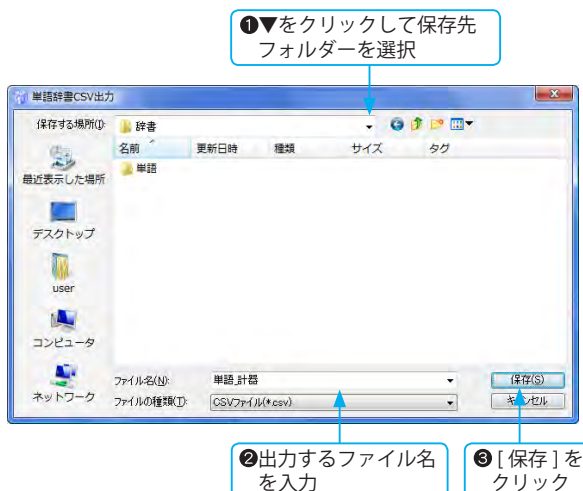 ❶▼をクリックして保存先
フォルダーを選択
単語辞書CSV出力
保存する場所(I):
辞書
名前
更新日時
種類
サイズ
タグ
単語
最近表示した場所
デスクトップ
user
コンピュータ
ネットワーク
ファイル名(N):
単語_計器
保存(S)
ファイルの種類(T):
CSVファイル(*.csv)
キャンセル
❷出力するファイル名
を入力
❸[保存]を
クリック